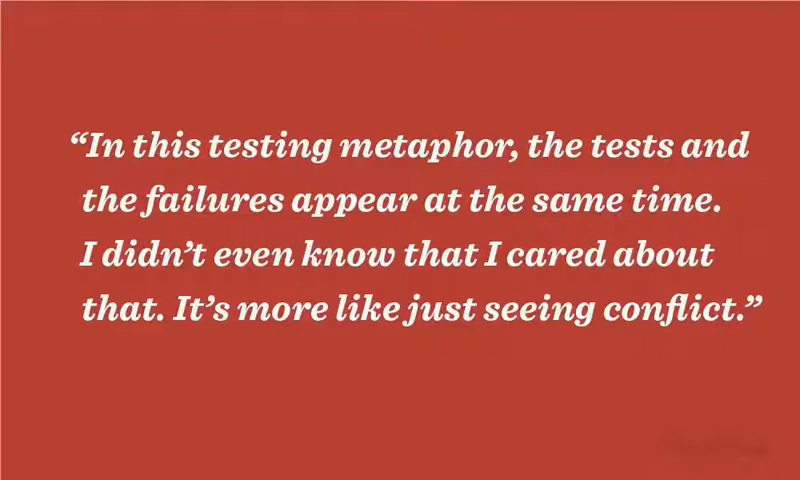 “In this testing metaphor, the tests and
the failures appear at the same time.
I didn’t even know that I cared about
that. It’s more like just seeing conflict.”